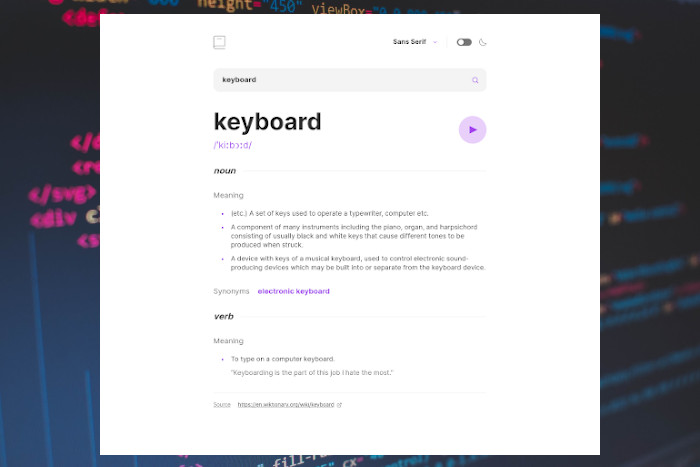 height="450"
viewBox="0 0
<defs
Sans Serif
keyboard
keyboard
/ˈkiːbɔːd/
noun
Meaning
(etc.) A set of keys used to operate a typewriter, computer etc.
A component of many instruments including the piano, organ, and harpsichord
consisting of usually black and white keys that cause different tones to be
produced when struck.
A device with keys of a musical keyboard, used to control electronic sound-
producing devices which may be built into or separate from the keyboard device.
Synonyms electronic keyboard
verb
Meaning
To type on a computer keyboard.
"Keyboarding is the part of this job I hate the most."
Source https://en.wiktionary.org/wiki/keyboard
</svg>
<div